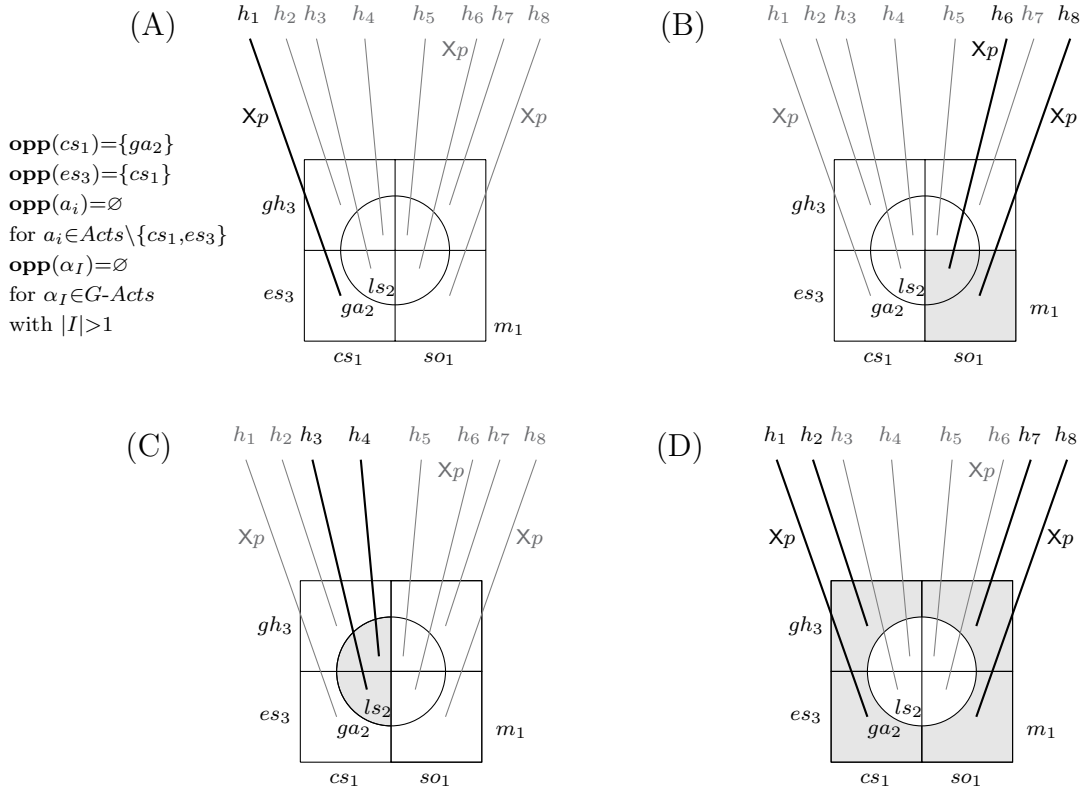 (A) h₁ h₂ h₃ h₄ h₅ h₆ h₇ h₈
Xp
Xp Xp
opp(cs₁)={ga₂}
opp(es₃)={cs₁}
opp(aᵢ)=∅
for aᵢ∈Acts\{cs₁,es₃}
opp(α_I)=∅
for α_I∈G-Acts
with |I|>1
gh₃
es₃ ls₂
ga₂
m₁
cs₁ so₁
(B) h₁ h₂ h₃ h₄ h₅ h₆ h₇ h₈
Xp
Xp Xp
gh₃
es₃ ls₂
ga₂
m₁
cs₁ so₁
(C) h₁ h₂ h₃ h₄ h₅ h₆ h₇ h₈
Xp
Xp Xp
gh₃
es₃ ls₂
ga₂
m₁
cs₁ so₁
(D) h₁ h₂ h₃ h₄ h₅ h₆ h₇ h₈
Xp
Xp Xp
gh₃
es₃ ls₂
ga₂
m₁
cs₁ so₁